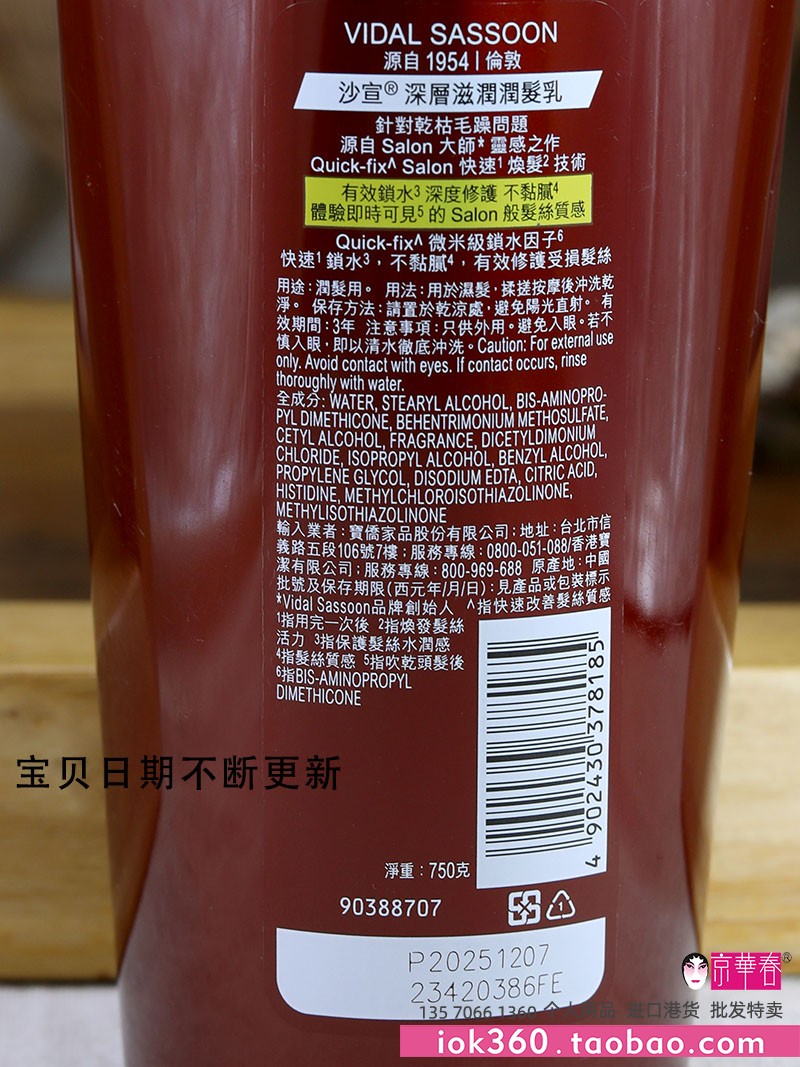 VIDAL SASSOON
源自 1954 | 倫敦
沙宣® 深層滋潤潤髮乳
針對乾枯毛躁問題
源自 Salon 大師* 靈感之作
Quick-fix^ Salon 快速¹ 煥髮² 技術
有效鎖水³ 深度修護 不黏膩⁴
體驗即時可見⁵ 的 Salon 般髮絲質感
Quick-fix^ 微米級鎖水因子⁶
快速¹ 鎖水³，不黏膩⁴，有效修護受損髮絲
用途：潤髮用。 用法：用於濕髮，揉搓按摩後沖洗乾
淨。 保存方法：請置於乾涼處，避免陽光直射。 有
效期間：3年 注意事項：只供外用。避免入眼。若不
慎入眼，即以清水徹底沖洗。Caution: For external use
only. Avoid contact with eyes. If contact occurs, rinse
thoroughly with water.
全成分: WATER, STEARYL ALCOHOL, BIS-AMINOPRO-
PYL DIMETHICONE, BEHENTRIMONIUM METHOSULFATE,
CETYL ALCOHOL, FRAGRANCE, DICETYLDIMONIUM
CHLORIDE, ISOPROPYL ALCOHOL, BENZYL ALCOHOL,
PROPYLENE GLYCOL, DISODIUM EDTA, CITRIC ACID,
HISTIDINE, METHYLCHLOROISOTHIAZOLINONE,
METHYLISOTHIAZOLINONE
輸入業者：寶僑家品股份有限公司；地址：台北市信
義路五段106號7樓；服務專線：0800-051-088/香港寶
潔有限公司；服務專線：800-969-688 原產地：中國
批號及保存期限(西元年/月/日)：見產品或包裝標示
*Vidal Sassoon品牌創始人 ^指快速改善髮絲質感
1指用完一次後 2指煥發髮絲
活力 3指保護髮絲水潤感
4指髮絲質感 5指吹乾頭髮後
6指BIS-AMINOPROPYL
DIMETHICONE
4 902430 378185
宝贝日期不断更新
淨重：750克
90388707
1
P20251207
23420386FE
京華春®
135 7066 1360
进口港货 批发特卖
iok360.taobao.com